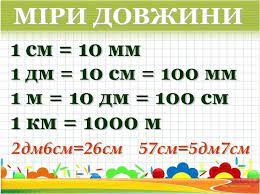 МІРИ ДОВЖИНИ
1 см = 10 мм
1 дм = 10 см = 100 мм
1 м = 10 дм = 100 см
1 км = 1000 м
2дм6см=26см 57см=5дм7см